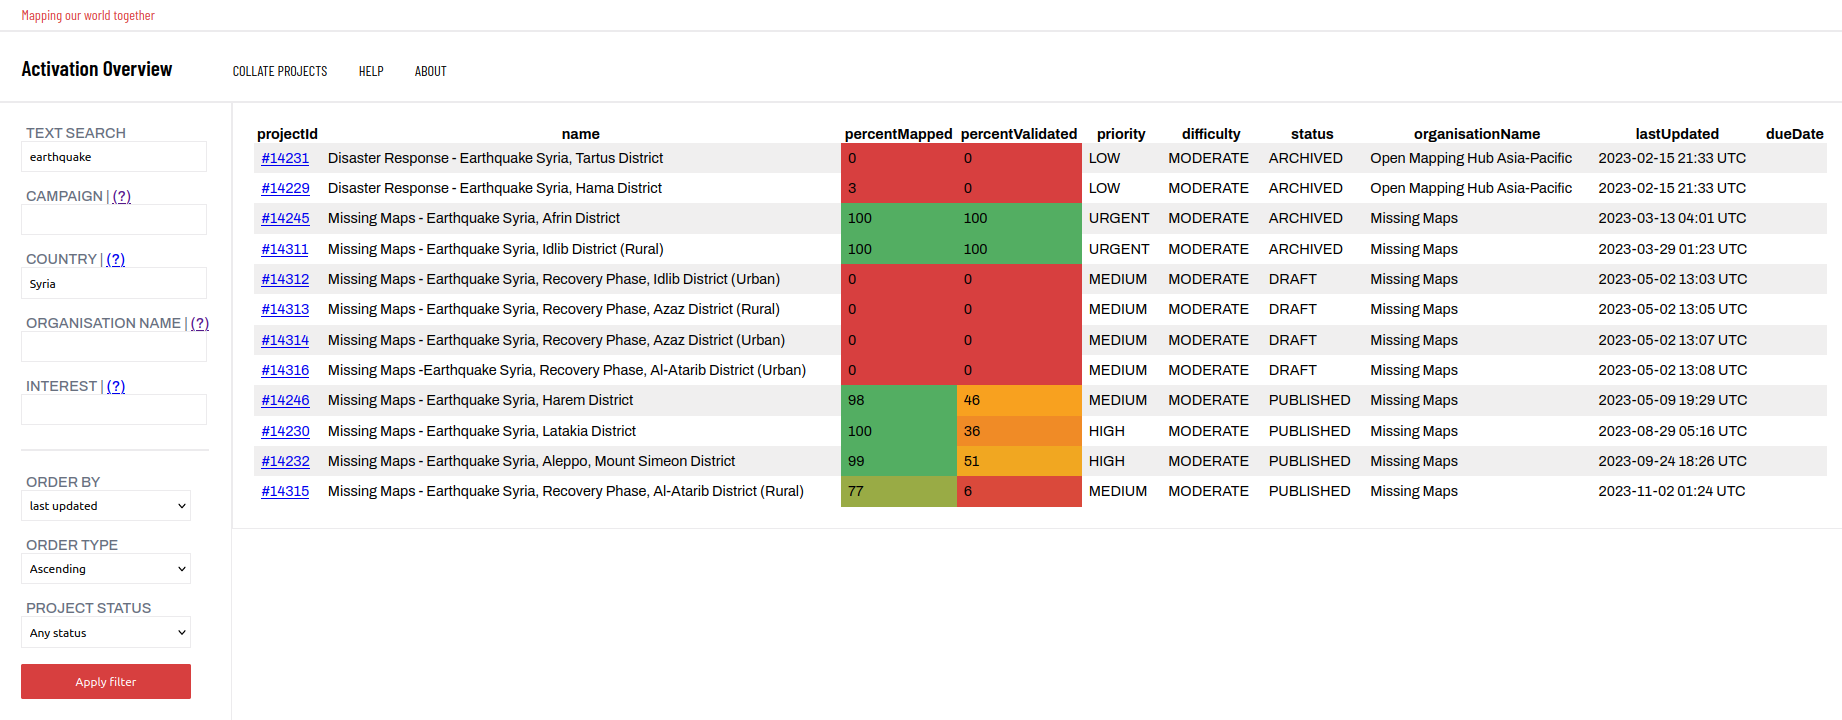 Mapping our world together
Activation Overview COLLATE PROJECTS HELP ABOUT
TEXT SEARCH
earthquake
CAMPAIGN | (?)
COUNTRY | (?)
Syria
ORGANISATION NAME | (?)
INTEREST | (?)
ORDER BY
last updated
ORDER TYPE
Ascending
PROJECT STATUS
Any status
Apply filter
projectId name percentMapped percentValidated priority difficulty status organisationName lastUpdated dueDate
#14231 Disaster Response - Earthquake Syria, Tartus District 0 0 LOW MODERATE ARCHIVED Open Mapping Hub Asia-Pacific 2023-02-15 21:33 UTC
#14229 Disaster Response - Earthquake Syria, Hama District 3 0 LOW MODERATE ARCHIVED Open Mapping Hub Asia-Pacific 2023-02-15 21:33 UTC
#14245 Missing Maps - Earthquake Syria, Afrin District 100 100 URGENT MODERATE ARCHIVED Missing Maps 2023-03-13 04:01 UTC
#14311 Missing Maps - Earthquake Syria, Idlib District (Rural) 100 100 URGENT MODERATE ARCHIVED Missing Maps 2023-03-29 01:23 UTC
#14312 Missing Maps - Earthquake Syria, Recovery Phase, Idlib District (Urban) 0 0 MEDIUM MODERATE DRAFT Missing Maps 2023-05-02 13:03 UTC
#14313 Missing Maps - Earthquake Syria, Recovery Phase, Azaz District (Rural) 0 0 MEDIUM MODERATE DRAFT Missing Maps 2023-05-02 13:05 UTC
#14314 Missing Maps - Earthquake Syria, Recovery Phase, Azaz District (Urban) 0 0 MEDIUM MODERATE DRAFT Missing Maps 2023-05-02 13:07 UTC
#14316 Missing Maps -Earthquake Syria, Recovery Phase, Al-Atarib District (Urban) 0 0 MEDIUM MODERATE DRAFT Missing Maps 2023-05-02 13:08 UTC
#14246 Missing Maps - Earthquake Syria, Harem District 98 46 MEDIUM MODERATE PUBLISHED Missing Maps 2023-05-09 19:29 UTC
#14230 Missing Maps - Earthquake Syria, Latakia District 100 36 HIGH MODERATE PUBLISHED Missing Maps 2023-08-29 05:16 UTC
#14232 Missing Maps - Earthquake Syria, Aleppo, Mount Simeon District 99 51 HIGH MODERATE PUBLISHED Missing Maps 2023-09-24 18:26 UTC
#14315 Missing Maps - Earthquake Syria, Recovery Phase, Al-Atarib District (Rural) 77 6 MEDIUM MODERATE PUBLISHED Missing Maps 2023-11-02 01:24 UTC